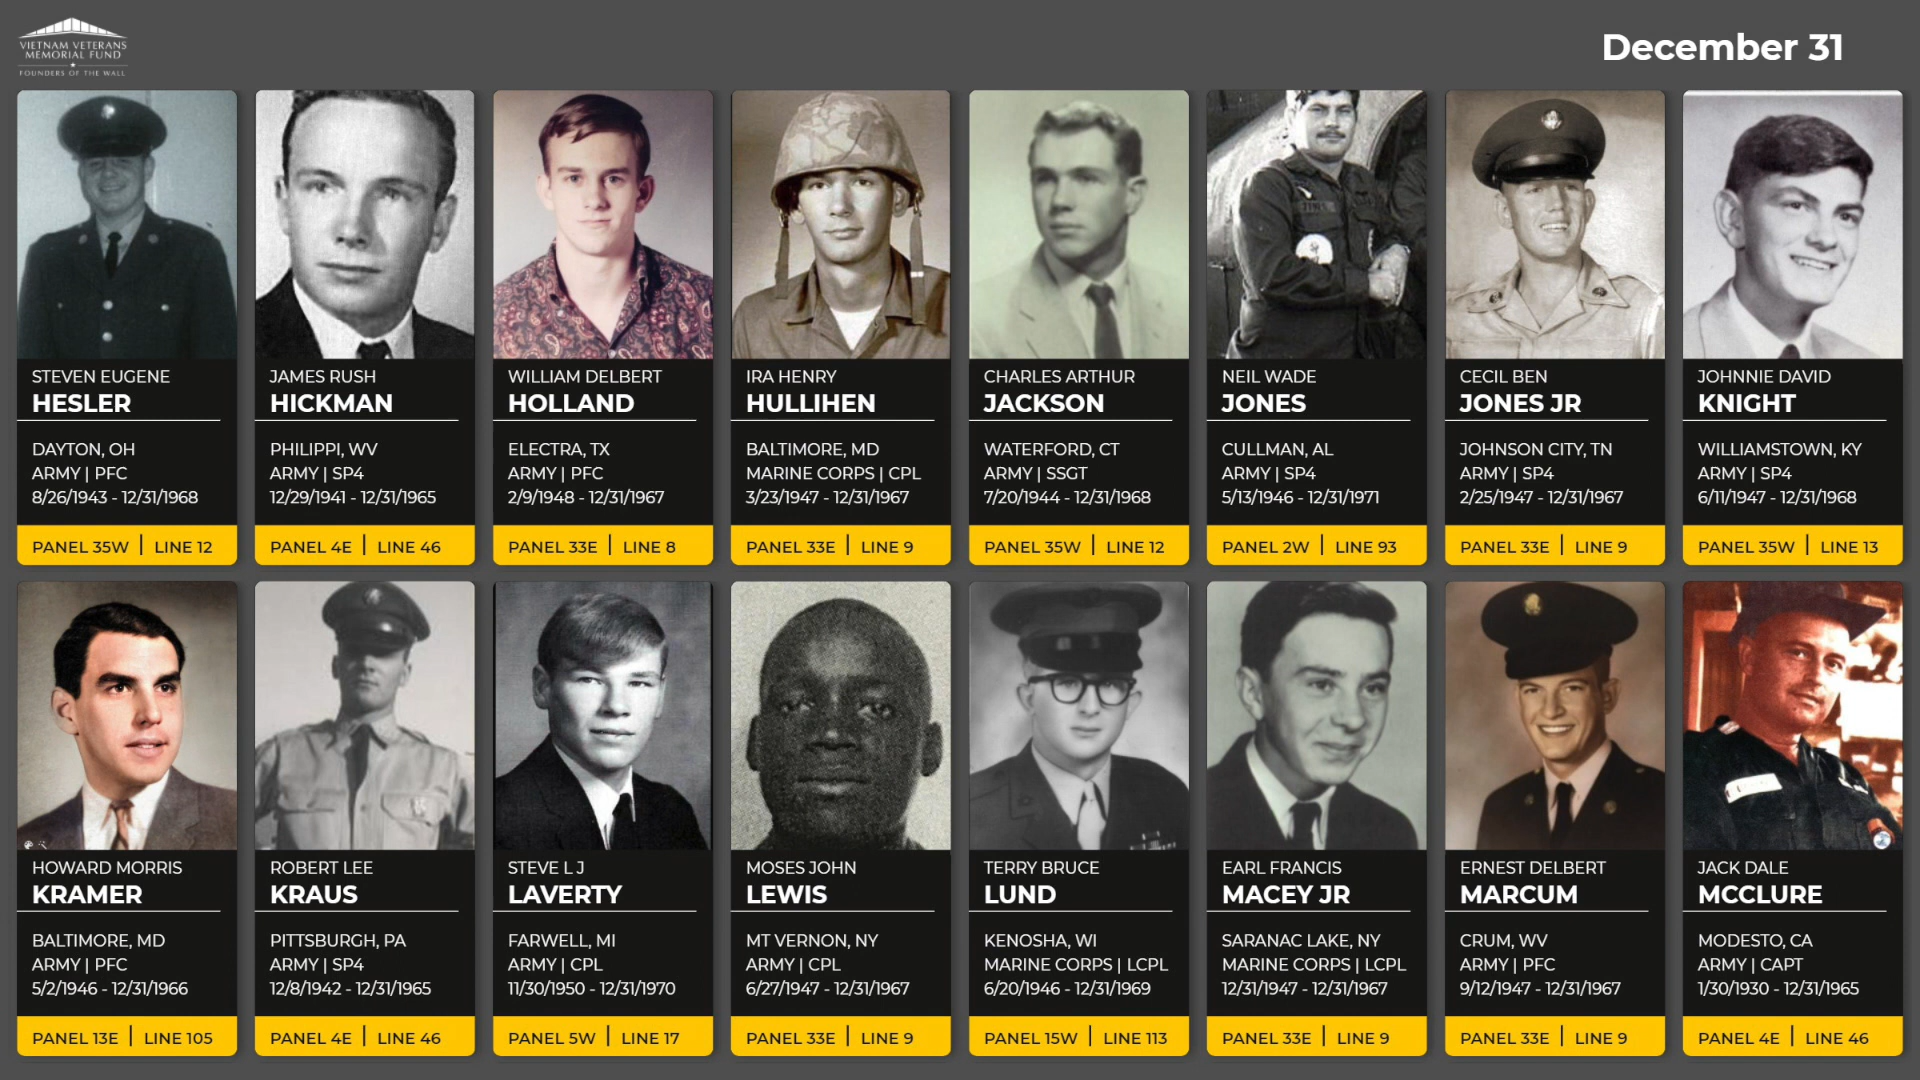 VIETNAM VETERANS
MEMORIAL FUND
FOUNDERS OF THE WALL
December 31
STEVEN EUGENE
HESLER
DAYTON, OH
ARMY | PFC
8/26/1943 - 12/31/1968
PANEL 35W | LINE 12
JAMES RUSH
HICKMAN
PHILIPPI, WV
ARMY | SP4
12/29/1941 - 12/31/1965
PANEL 4E | LINE 46
WILLIAM DELBERT
HOLLAND
ELECTRA, TX
ARMY | PFC
2/9/1948 - 12/31/1967
PANEL 33E | LINE 8
IRA HENRY
HULLIHEN
BALTIMORE, MD
MARINE CORPS | CPL
3/23/1947 - 12/31/1967
PANEL 33E | LINE 9
CHARLES ARTHUR
JACKSON
WATERFORD, CT
ARMY | SSGT
7/20/1944 - 12/31/1968
PANEL 35W | LINE 12
NEIL WADE
JONES
CULLMAN, AL
ARMY | SP4
5/13/1946 - 12/31/1971
PANEL 2W | LINE 93
CECIL BEN
JONES JR
JOHNSON CITY, TN
ARMY | SP4
2/25/1947 - 12/31/1967
PANEL 33E | LINE 9
JOHNNIE DAVID
KNIGHT
WILLIAMSTOWN, KY
ARMY | SP4
6/11/1947 - 12/31/1968
PANEL 35W | LINE 13
HOWARD MORRIS
KRAMER
BALTIMORE, MD
ARMY | PFC
5/2/1946 - 12/31/1966
PANEL 13E | LINE 105
ROBERT LEE
KRAUS
PITTSBURGH, PA
ARMY | SP4
12/8/1942 - 12/31/1965
PANEL 4E | LINE 46
STEVE L J
LAVERTY
FARWELL, MI
ARMY | CPL
11/30/1950 - 12/31/1970
PANEL 5W | LINE 17
MOSES JOHN
LEWIS
MT VERNON, NY
ARMY | CPL
6/27/1947 - 12/31/1967
PANEL 33E | LINE 9
TERRY BRUCE
LUND
KENOSHA, WI
MARINE CORPS | LCPL
6/20/1946 - 12/31/1969
PANEL 15W | LINE 113
EARL FRANCIS
MACEY JR
SARANAC LAKE, NY
MARINE CORPS | LCPL
12/31/1947 - 12/31/1967
PANEL 33E | LINE 9
ERNEST DELBERT
MARCUM
CRUM, WV
ARMY | PFC
9/12/1947 - 12/31/1967
PANEL 33E | LINE 9
JACK DALE
MCCLURE
MODESTO, CA
ARMY | CAPT
1/30/1930 - 12/31/1965
PANEL 4E | LINE 46